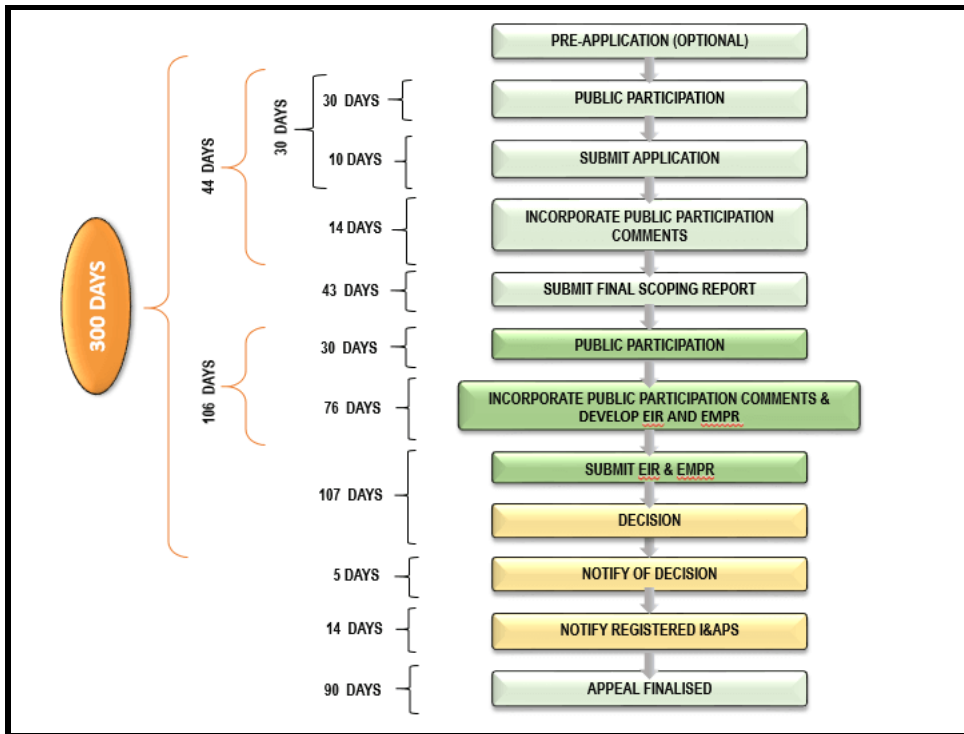 PRE-APPLICATION (OPTIONAL)
30 DAYS
PUBLIC PARTICIPATION
30 DAYS
10 DAYS
SUBMIT APPLICATION
44 DAYS
14 DAYS
INCORPORATE PUBLIC PARTICIPATION
COMMENTS
43 DAYS
SUBMIT FINAL SCOPING REPORT
300 DAYS
30 DAYS
PUBLIC PARTICIPATION
106 DAYS
76 DAYS
INCORPORATE PUBLIC PARTICIPATION COMMENTS &
DEVELOP EIR AND EMPR
SUBMIT EIR & EMPR
107 DAYS
DECISION
5 DAYS
NOTIFY OF DECISION
14 DAYS
NOTIFY REGISTERED I&APS
90 DAYS
APPEAL FINALISED